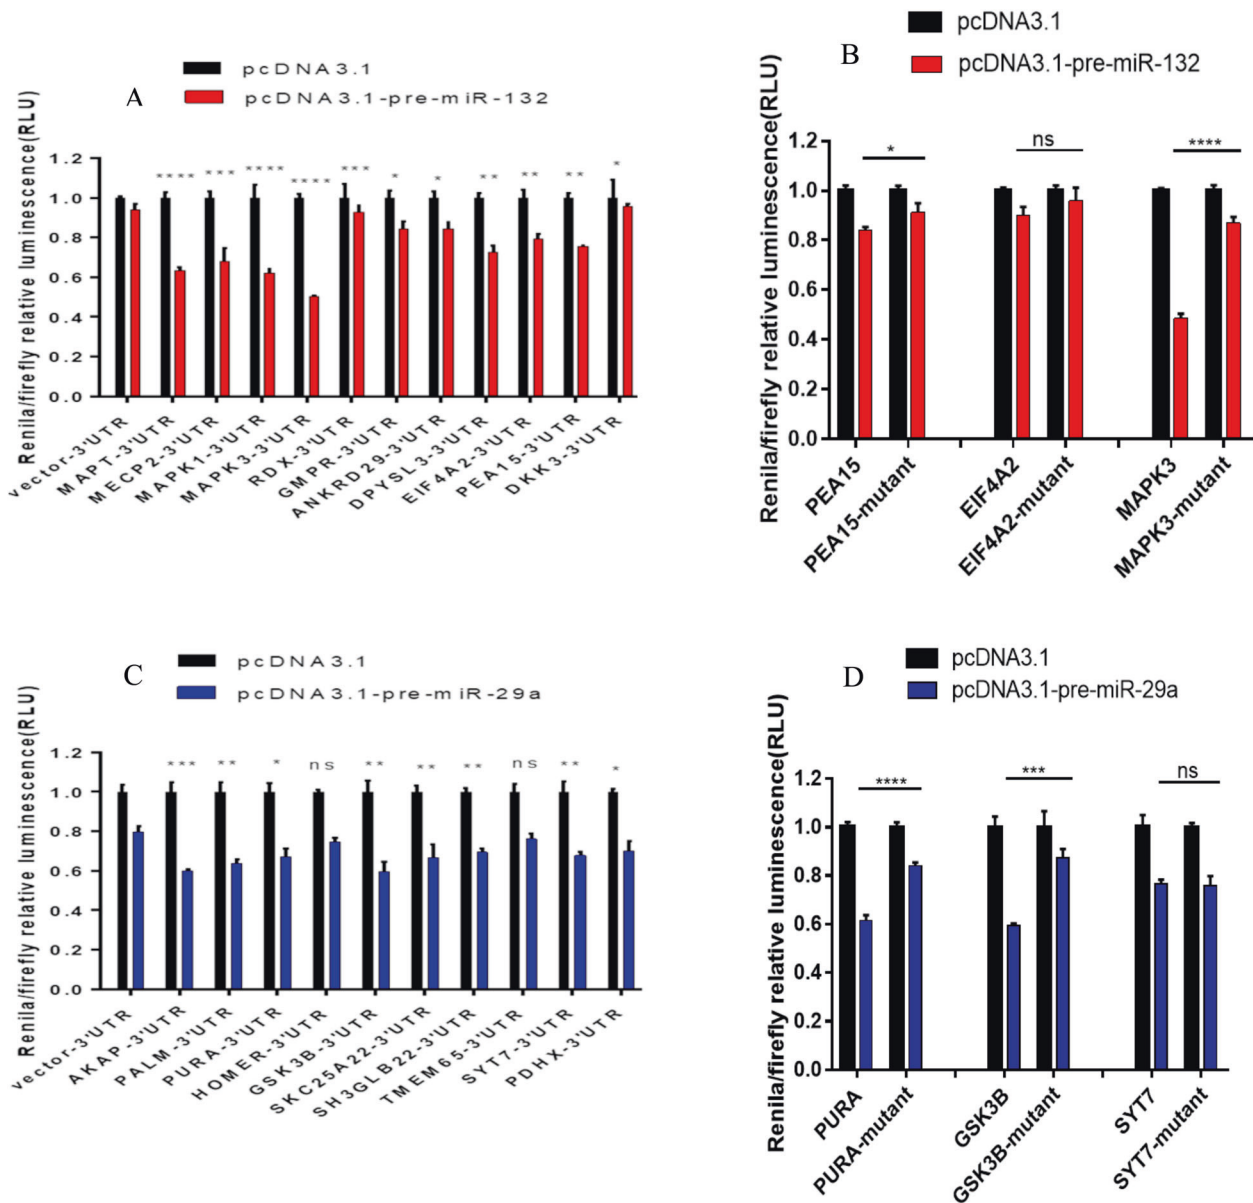 A
pcDNA3.1
pcDNA3.1-pre-miR-132
Renila/firefly relative luminescence(RLU)
1.2
1.0
0.8
0.6
0.4
0.2
0.0
**** *** **** **** *** * * ** ** ** *
vector-3'UTR
MAPT-3'UTR
MECP2-3'UTR
MAPK1-3'UTR
MAPK3-3'UTR
RDX-3'UTR
GMPR-3'UTR
ANKRD29-3'UTR
DPYSL3-3'UTR
EIF4A2-3'UTR
PEA15-3'UTR
DKK3-3'UTR
B
pcDNA3.1
pcDNA3.1-pre-miR-132
Renila/firefly relative luminescence(RLU)
1.2
1.0
0.8
0.6
0.4
0.2
0.0
* ns ****
PEA15
PEA15-mutant
EIF4A2
EIF4A2-mutant
MAPK3
MAPK3-mutant
C
pcDNA3.1
pcDNA3.1-pre-miR-29a
Renila/firefly relative luminescence(RLU)
1.2
1.0
0.8
0.6
0.4
0.2
0.0
*** ** * ns ** ** ** ns ** *
vector-3'UTR
AKAP-3'UTR
PALM-3'UTR
PURA-3'UTR
HOMER-3'UTR
GSK3B-3'UTR
SKC25A22-3'UTR
SH3GLB22-3'UTR
TMEM65-3'UTR
SYT7-3'UTR
PDHX-3'UTR
D
pcDNA3.1
pcDNA3.1-pre-miR-29a
Renila/firefly relative luminescence(RLU)
1.2
1.0
0.8
0.6
0.4
0.2
0.0
**** *** ns
PURA
PURA-mutant
GSK3B
GSK3B-mutant
SYT7
SYT7-mutant